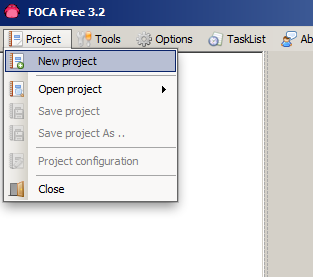 FOCA Free 3.2
Project Tools Options TaskList Ab
New project
Open project
Save project
Save project As ..
Project configuration
Close